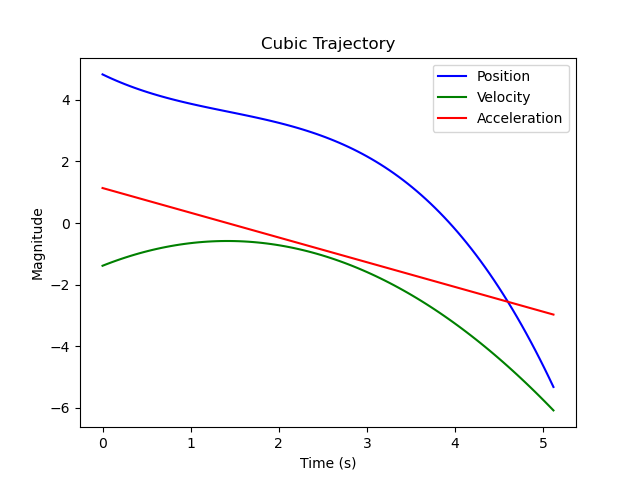 Cubic Trajectory
Position
Velocity
Acceleration
Magnitude
4
2
0
−2
−4
−6
0 1 2 3 4 5
Time (s)